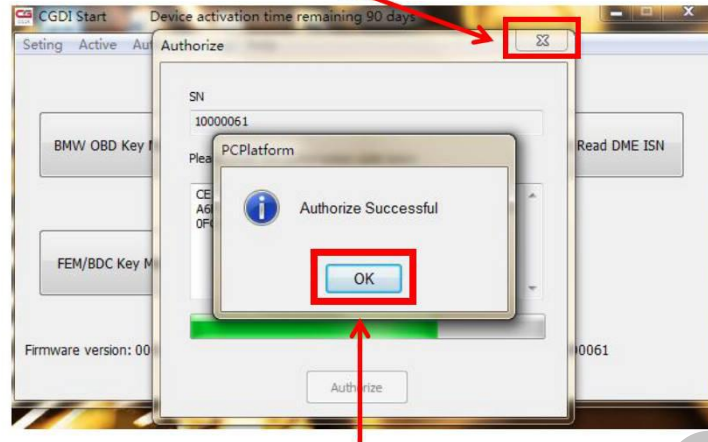 CGDI Start Device activation time remaining 90 days
Seting Active Aut
Authorize
SN
10000061
BMW OBD Key
Read DME ISN
PCPlatform
Plea
CE
A6
0F
Authorize Successful
FEM/BDC Key M
OK
Firmware version: 00
0061
Authorize